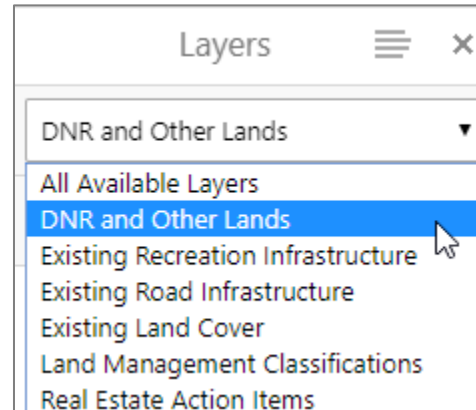 Layers
DNR and Other Lands
All Available Layers
DNR and Other Lands
Existing Recreation Infrastructure
Existing Road Infrastructure
Existing Land Cover
Land Management Classifications
Real Estate Action Items